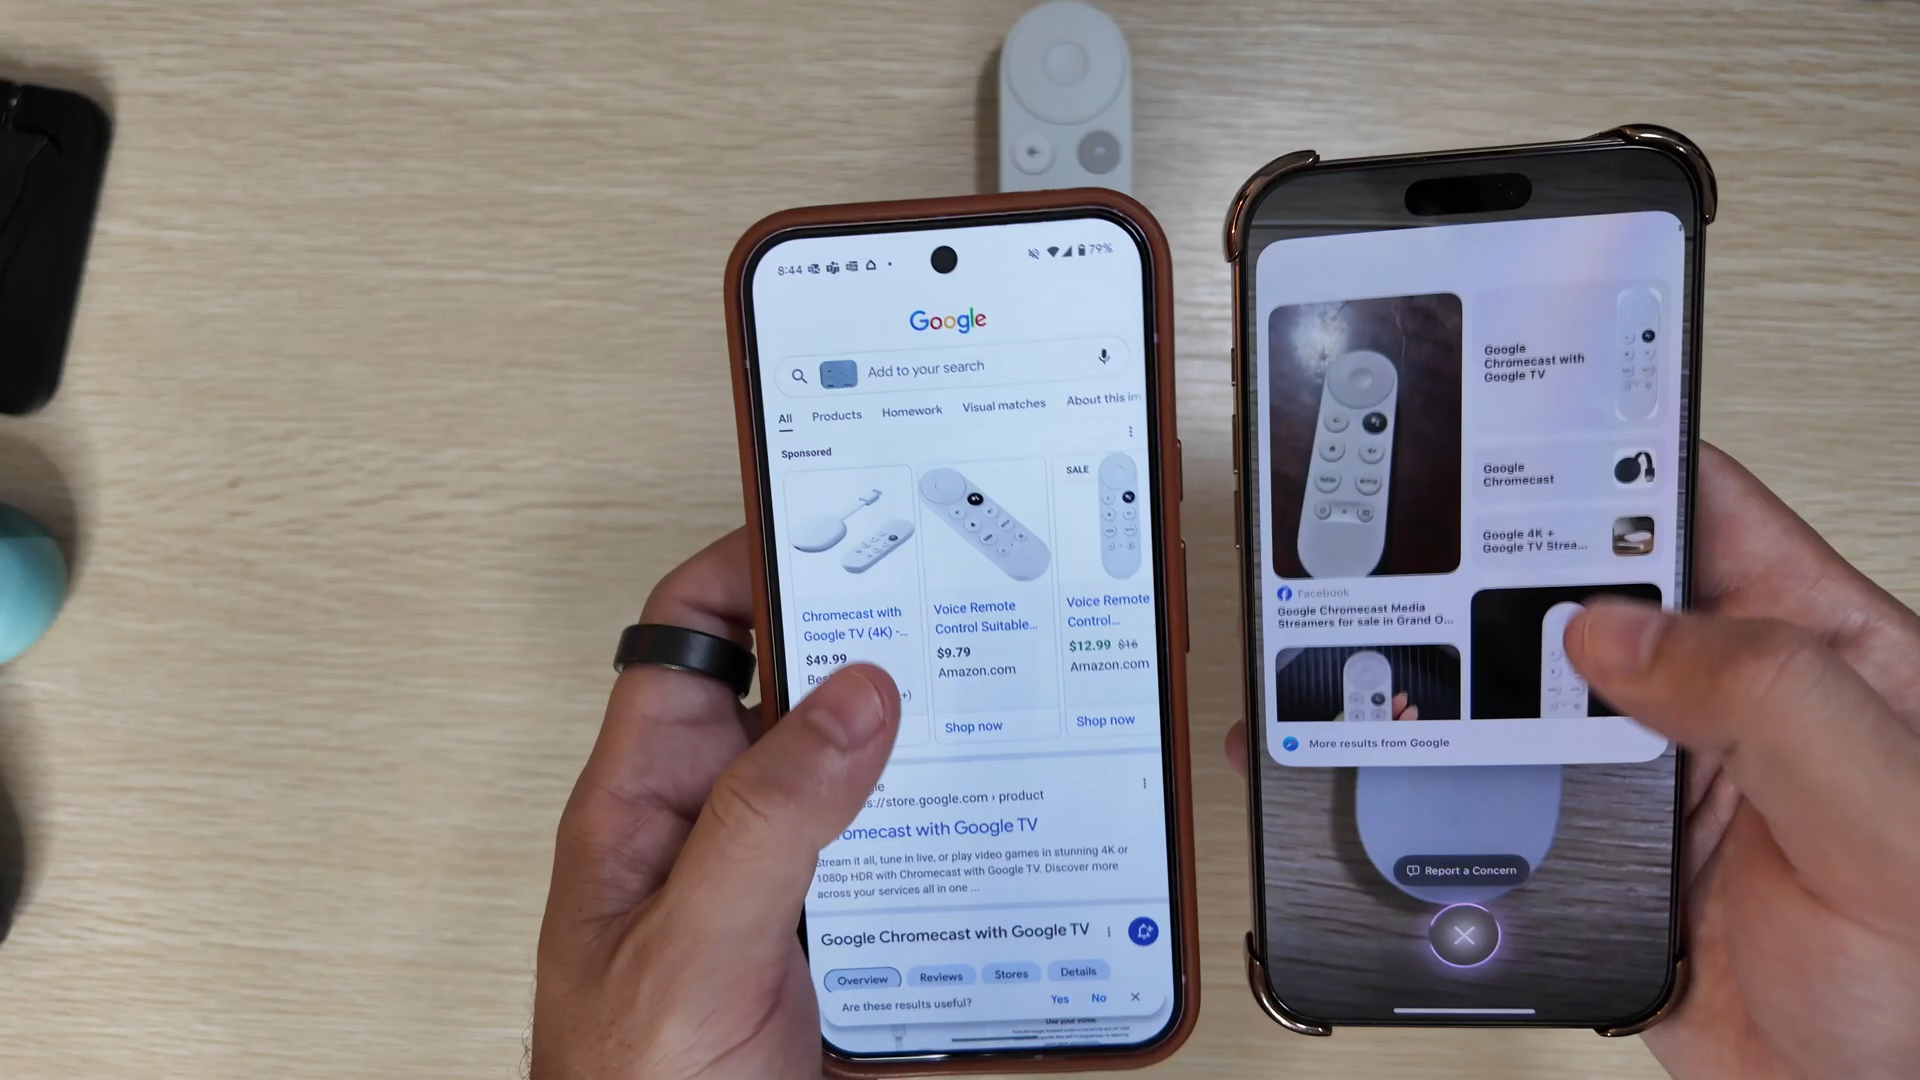 8:44
79%
Google
Add to your search
All Products Homework Visual matches About this im
Sponsored
SALE
Chromecast with
Google TV (4K) -...
$49.99
Voice Remote
Control Suitable...
$9.79
Amazon.com
Shop now
Voice Remote
Control...
$12.99 $16
Amazon.com
Shop now
s://store.google.com › product
romecast with Google TV
Stream it all, tune in live, or play video games in stunning 4K or
1080p HDR with Chromecast with Google TV. Discover more
across your services all in one ...
Google Chromecast with Google TV
Overview Reviews Stores Details
Are these results useful? Yes No
Google
Chromecast with
Google TV
Google
Chromecast
Google 4K +
Google TV Strea...
Facebook
Google Chromecast Media
Streamers for sale in Grand O...
More results from Google
Report a Concern